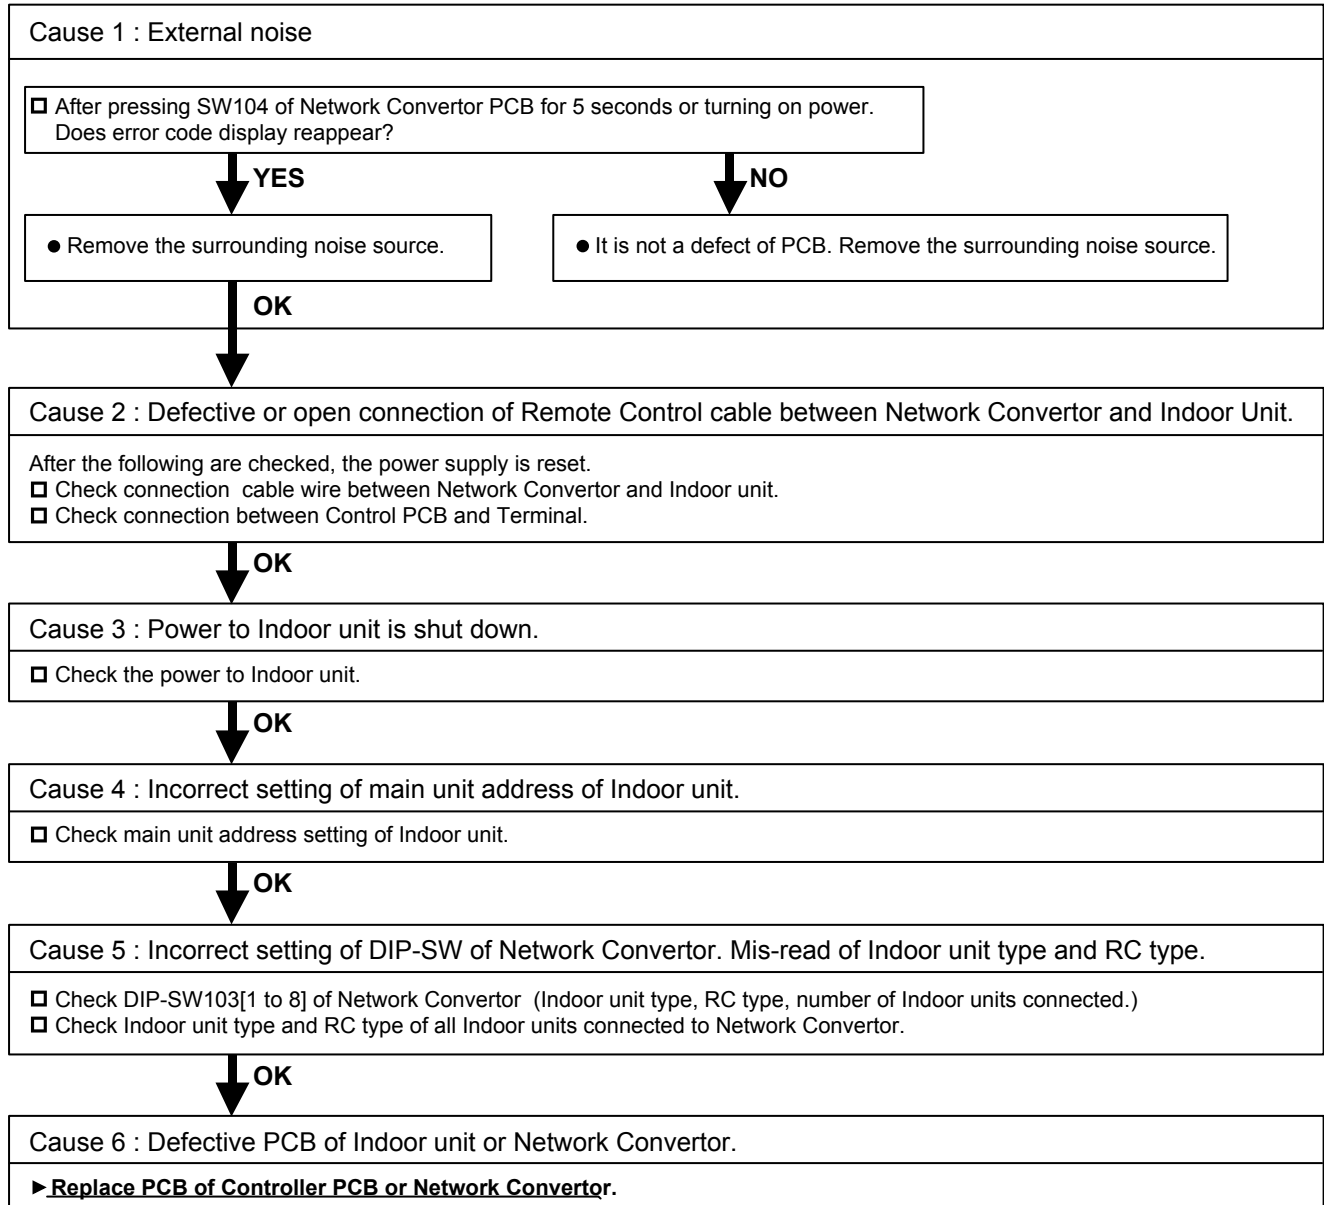 Cause 1 : External noise
After pressing SW104 of Network Convertor PCB for 5 seconds or turning on power.
Does error code display reappear?
YES
NO
● Remove the surrounding noise source.
● It is not a defect of PCB. Remove the surrounding noise source.
OK
Cause 2 : Defective or open connection of Remote Control cable between Network Convertor and Indoor Unit.
After the following are checked, the power supply is reset.
Check connection cable wire between Network Convertor and Indoor unit.
Check connection between Control PCB and Terminal.
OK
Cause 3 : Power to Indoor unit is shut down.
Check the power to Indoor unit.
OK
Cause 4 : Incorrect setting of main unit address of Indoor unit.
Check main unit address setting of Indoor unit.
OK
Cause 5 : Incorrect setting of DIP-SW of Network Convertor. Mis-read of Indoor unit type and RC type.
Check DIP-SW103[1 to 8] of Network Convertor (Indoor unit type, RC type, number of Indoor units connected.)
Check Indoor unit type and RC type of all Indoor units connected to Network Convertor.
OK
Cause 6 : Defective PCB of Indoor unit or Network Convertor.
►Replace PCB of Controller PCB or Network Convertor.